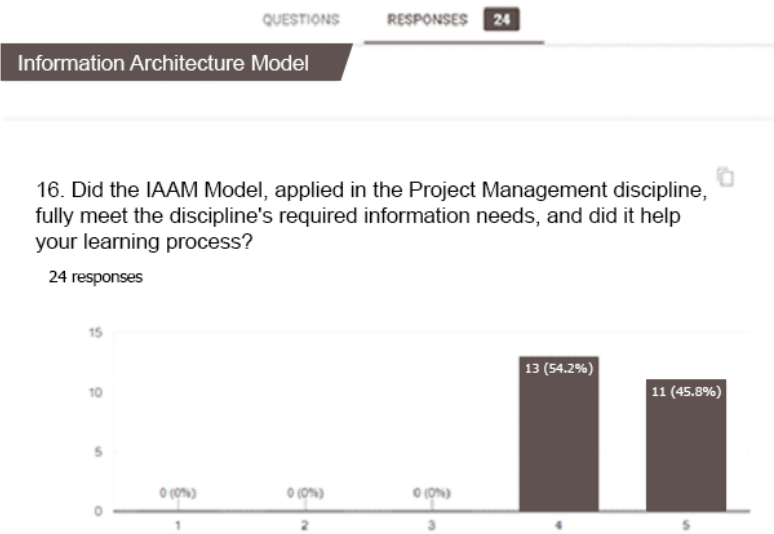 QUESTIONS RESPONSES 24
Information Architecture Model
16. Did the IAAM Model, applied in the Project Management discipline,
fully meet the discipline's required information needs, and did it help
your learning process?
24 responses
15
13 (54.2%)
10
11 (45.8%)
5
0 (0%) 0 (0%) 0 (0%)
0
1 2 3 4 5